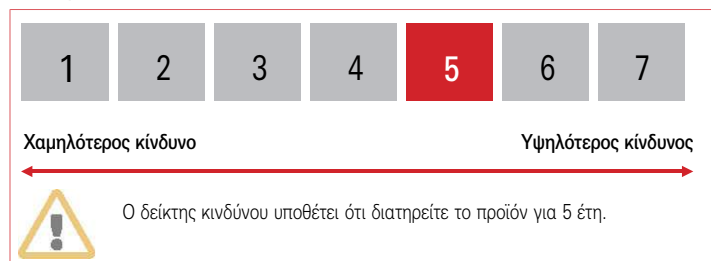 1 2 3 4 5 6 7
Χαμηλότερος κίνδυνο Υψηλότερος κίνδυνος
Ο δείκτης κινδύνου υποθέτει ότι διατηρείτε το προϊόν για 5 έτη.